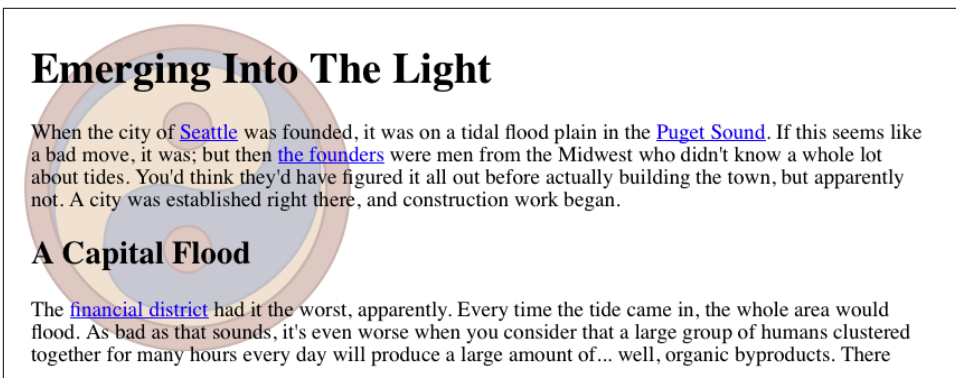 Emerging Into The Light
When the city of Seattle was founded, it was on a tidal flood plain in the Puget Sound. If this seems like
a bad move, it was; but then the founders were men from the Midwest who didn't know a whole lot
about tides. You'd think they'd have figured it all out before actually building the town, but apparently
not. A city was established right there, and construction work began.
A Capital Flood
The financial district had it the worst, apparently. Every time the tide came in, the whole area would
flood. As bad as that sounds, it's even worse when you consider that a large group of humans clustered
together for many hours every day will produce a large amount of... well, organic byproducts. There